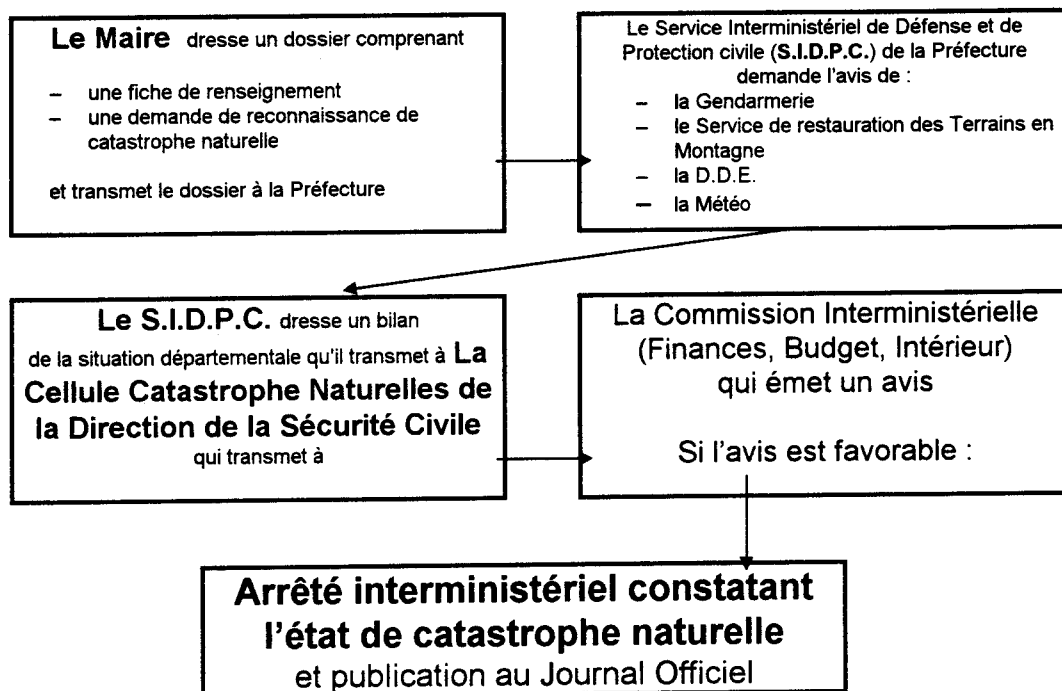 Le Maire dresse un dossier comprenant
– une fiche de renseignement
– une demande de reconnaissance de
catastrophe naturelle
et transmet le dossier à la Préfecture
Le Service Interministériel de Défense et de
Protection civile (S.I.D.P.C.) de la Préfecture
demande l'avis de :
– la Gendarmerie
– le Service de restauration des Terrains en
Montagne
– la D.D.E.
– la Météo
Le S.I.D.P.C. dresse un bilan
de la situation départementale qu'il transmet à La
Cellule Catastrophe Naturelles de
la Direction de la Sécurité Civile
qui transmet à
La Commission Interministérielle
(Finances, Budget, Intérieur)
qui émet un avis
Si l'avis est favorable :
Arrêté interministériel constatant
l'état de catastrophe naturelle
et publication au Journal Officiel